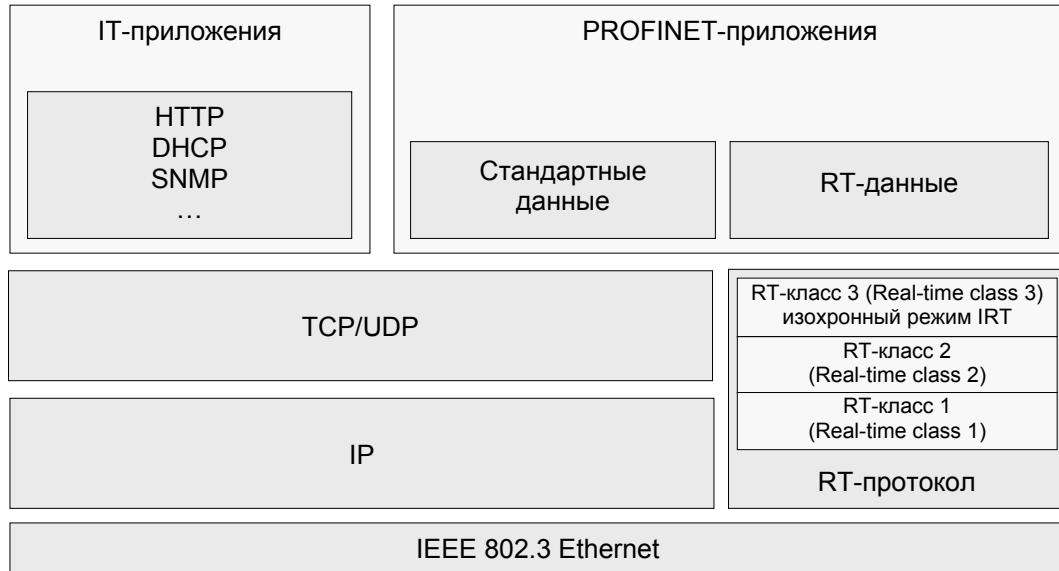 IT-приложения
HTTP
DHCP
SNMP
…
PROFINET-приложения
Стандартные
данные
RT-данные
TCP/UDP
IP
RT-класс 3 (Real-time class 3)
изохронный режим IRT
RT-класс 2
(Real-time class 2)
RT-класс 1
(Real-time class 1)
RT-протокол
IEEE 802.3 Ethernet